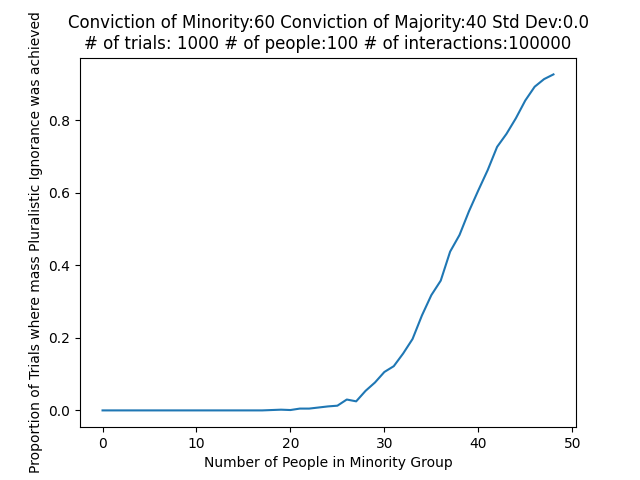 Conviction of Minority:60 Conviction of Majority:40 Std Dev:0.0
# of trials: 1000 # of people:100 # of interactions:100000
Proportion of Trials where mass Pluralistic Ignorance was achieved
0.8
0.6
0.4
0.2
0.0
0 10 20 30 40 50
Number of People in Minority Group